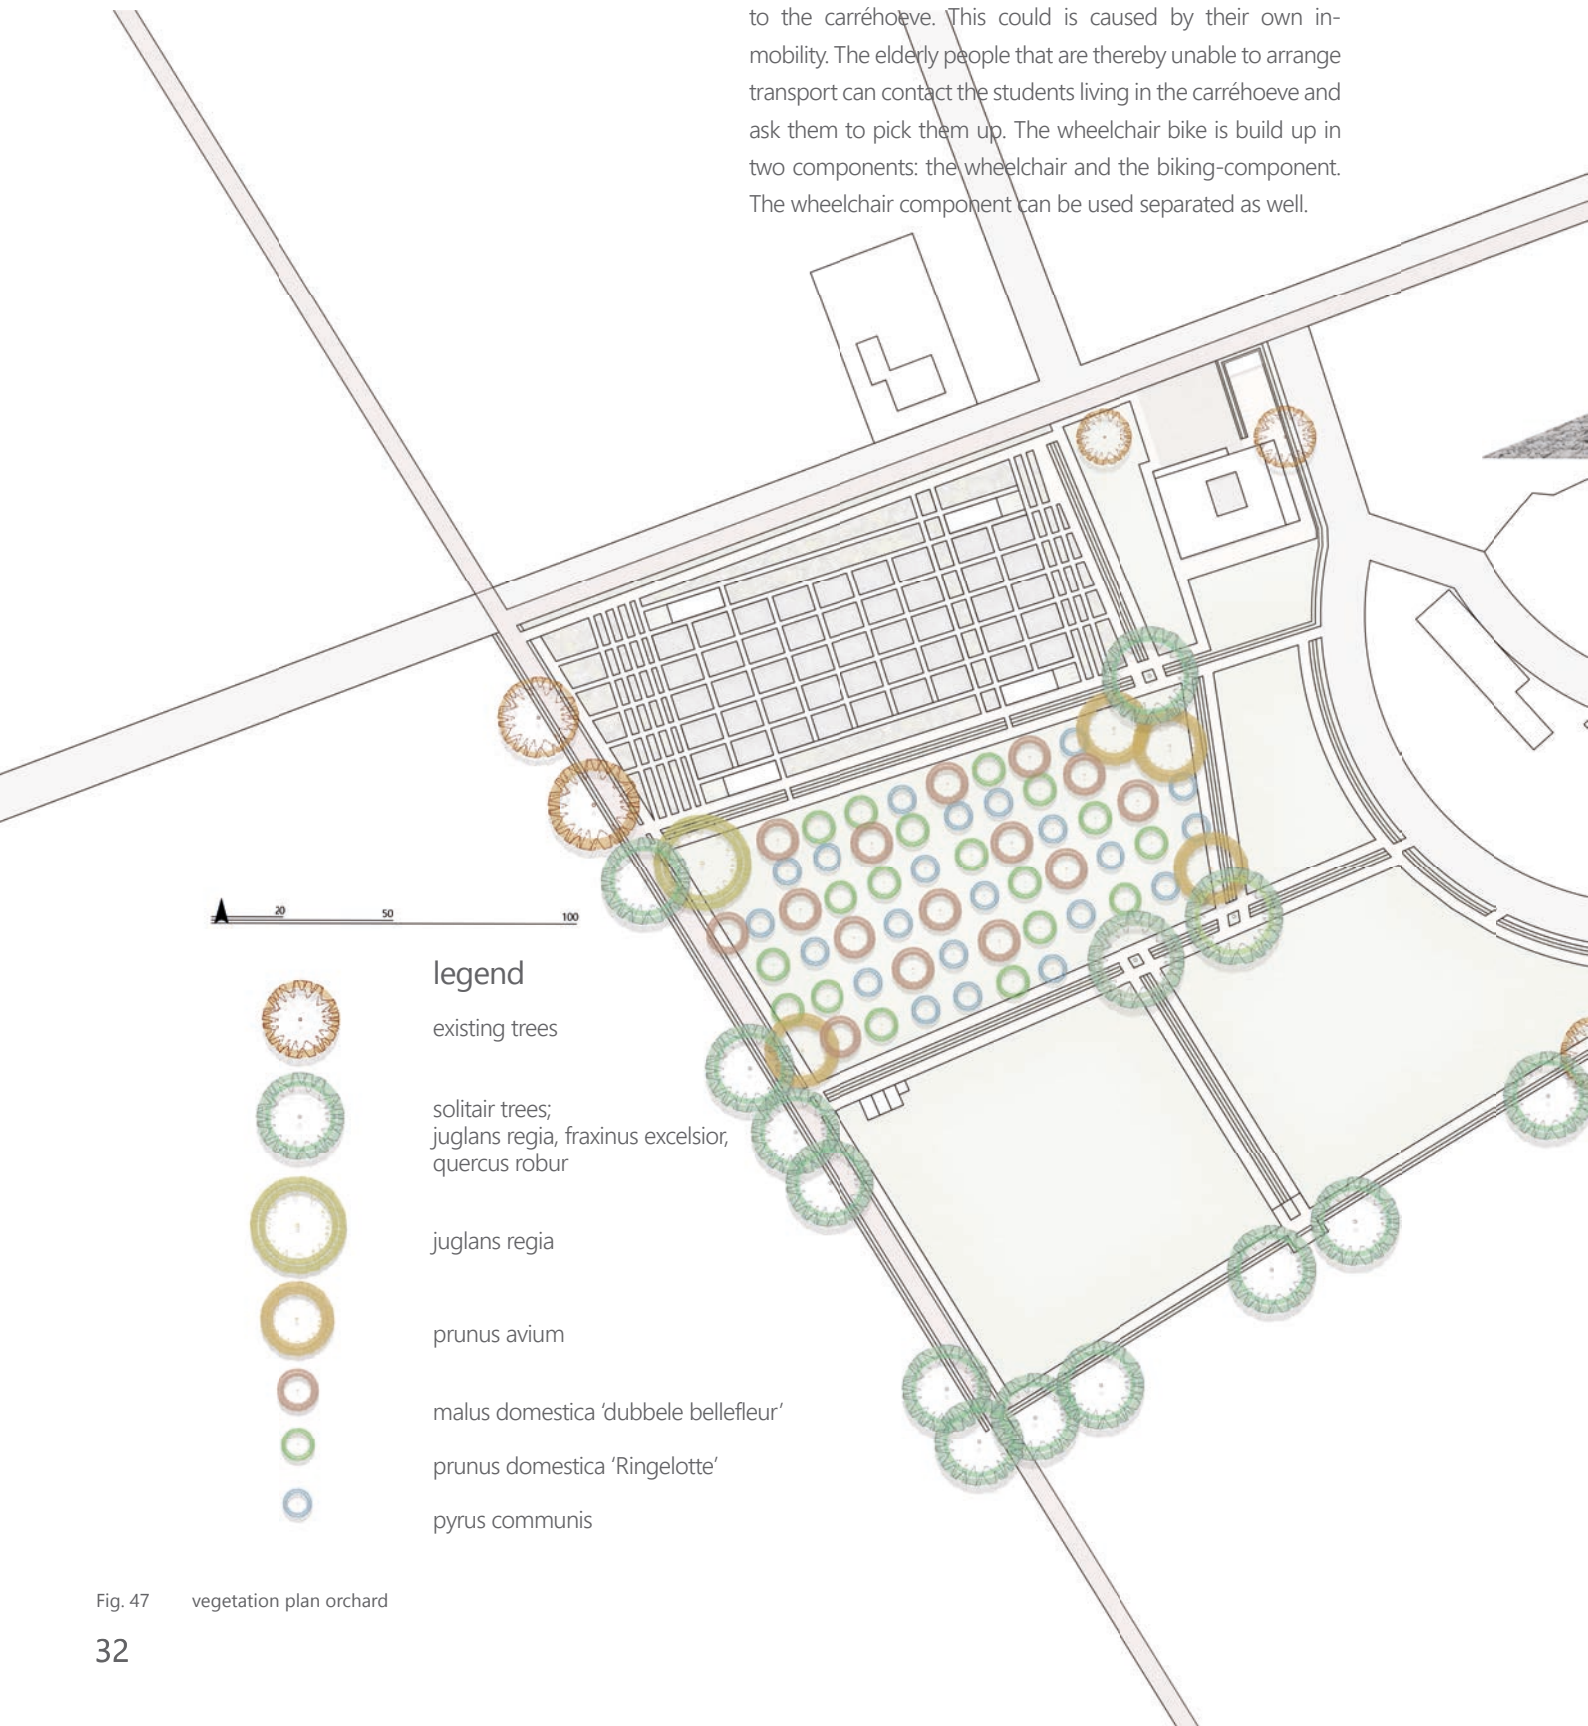 to the carréhoeve. This could is caused by their own in-
mobility. The elderly people that are thereby unable to arrange
transport can contact the students living in the carréhoeve and
ask them to pick them up. The wheelchair bike is build up in
two components: the wheelchair and the biking-component.
The wheelchair component can be used separated as well.
20 50 100
legend
existing trees
solitair trees;
juglans regia, fraxinus excelsior,
quercus robur
juglans regia
prunus avium
malus domestica ‘dubbele bellefleur’
prunus domestica ‘Ringelotte’
pyrus communis
Fig. 47 vegetation plan orchard
32